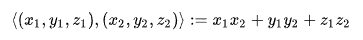 ⟨(x₁, y₁, z₁), (x₂, y₂, z₂)⟩ := x₁x₂ + y₁y₂ + z₁z₂